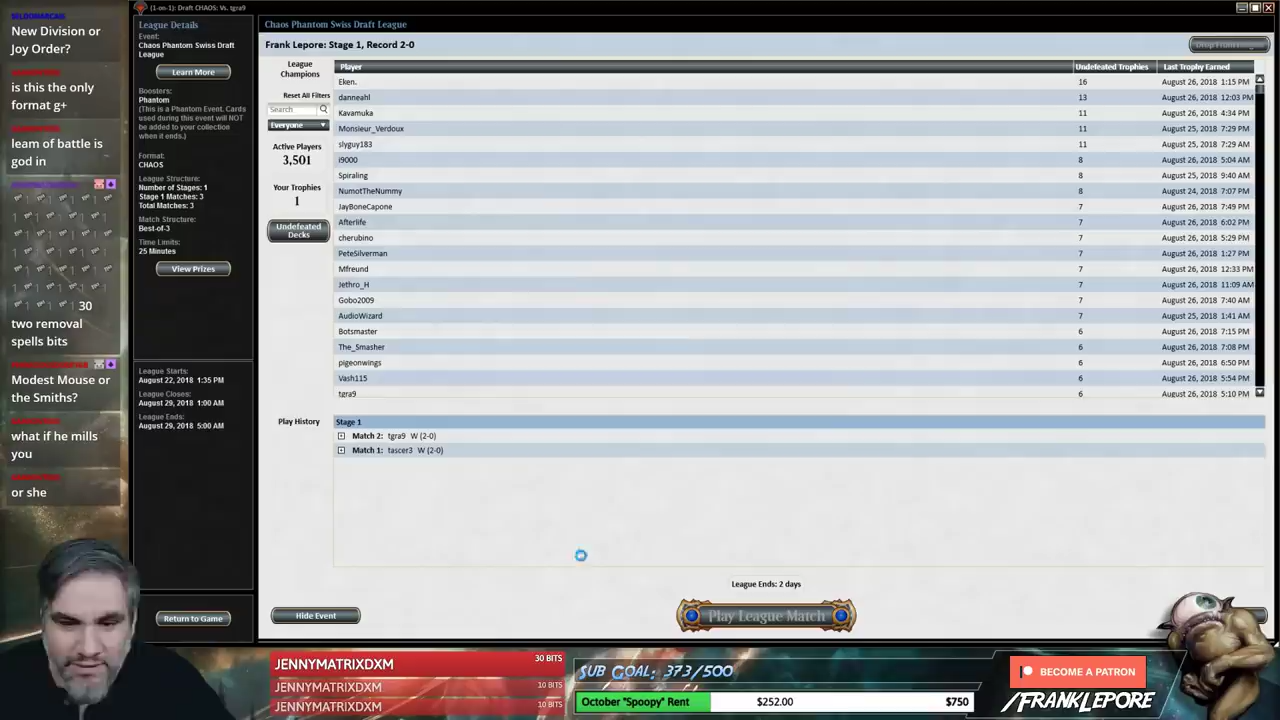 (1-on-1): Draft CHAOS: Vs. tgra9
New Division or
Joy Order?
is this the only
format g+
leam of battle is
god in
30
two removal
spells bits
Modest Mouse or
the Smiths?
what if he mills
you
or she
League Details
Event:
Chaos Phantom Swiss Draft
League
Learn More
Boosters:
Phantom
(This is a Phantom Event. Cards
used during this event will NOT
be added to your collection
when it ends.)
Format:
CHAOS
League Structure:
Number of Stages: 1
Stage 1 Matches: 3
Total Matches: 3
Match Structure:
Best-of-3
Time Limits:
25 Minutes
View Prizes
League Starts:
August 22, 2018 1:35 PM
League Closes:
August 29, 2018 1:00 AM
League Ends:
August 29, 2018 5:00 AM
Return to Game
Chaos Phantom Swiss Draft League
Frank Lepore: Stage 1, Record 2-0
League
Champions
Reset All Filters
Search
Everyone
Active Players
3,501
Your Trophies
1
Undefeated
Decks
Player Undefeated Trophies Last Trophy Earned
Eken. 16 August 26, 2018 1:15 PM
danneahl 13 August 26, 2018 12:03 PM
Kavamuka 11 August 26, 2018 4:34 PM
Monsieur_Verdoux 11 August 25, 2018 7:29 PM
slyguy183 11 August 25, 2018 7:29 AM
i9000 8 August 26, 2018 5:04 AM
Spiraling 8 August 25, 2018 9:40 AM
NumotTheNummy 8 August 24, 2018 7:07 PM
JayBoneCapone 7 August 26, 2018 7:49 PM
Afterlife 7 August 26, 2018 6:02 PM
cherubino 7 August 26, 2018 5:29 PM
PeteSilverman 7 August 26, 2018 1:27 PM
Mfreund 7 August 26, 2018 12:33 PM
Jethro_H 7 August 26, 2018 11:09 AM
Gobo2009 7 August 26, 2018 7:40 AM
AudioWizard 7 August 25, 2018 1:41 AM
Botsmaster 6 August 26, 2018 7:15 PM
The_Smasher 6 August 26, 2018 7:08 PM
pigeonwings 6 August 26, 2018 6:50 PM
Vash115 6 August 26, 2018 5:54 PM
tgra9 6 August 26, 2018 5:10 PM
Play History
Stage 1
Match 2: tgra9 W (2-0)
Match 1: tascer3 W (2-0)
League Ends: 2 days
Hide Event
Play League Match
JENNYMATRIXDXM 30 BITS
JENNYMATRIXDXM 10 BITS
JENNYMATRIXDXM 10 BITS
SUB GOAL: 373/500
October "Spoopy" Rent $252.00 $750
BECOME A PATRON
/FRANKLEPORE